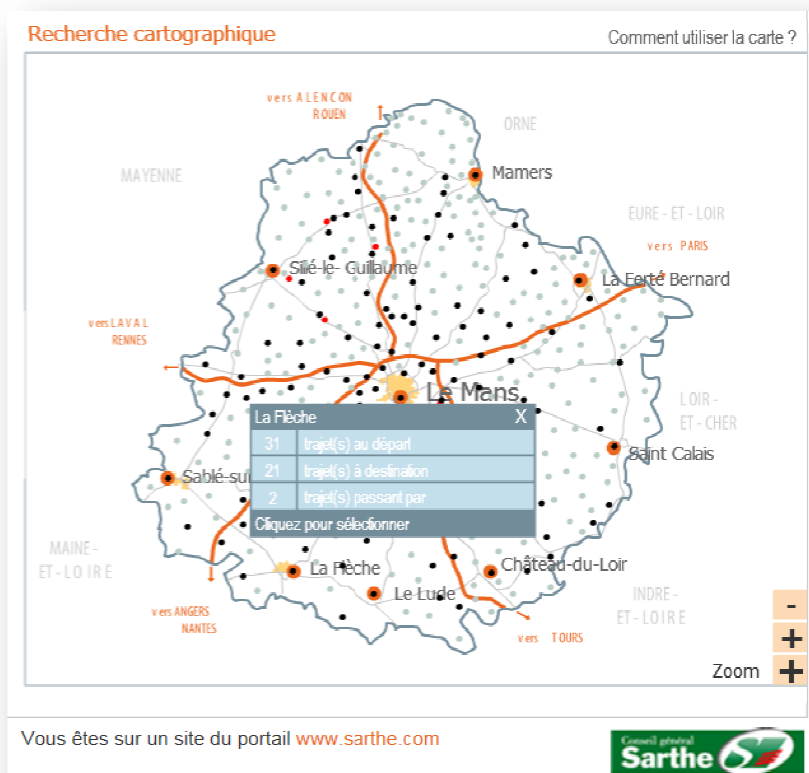 Recherche cartographique
Comment utiliser la carte ?
vers ALENCON
ROUEN
ORNE
MAYENNE
Mamers
EURE - ET - LOIR
vers PARIS
Sillé-le- Guillaume
La Ferté Bernard
vers LAVAL
RENNES
Le Mans
LOIR -
ET - CHER
La Flèche X
31 trajet(s) au départ
21 trajet(s) à destination
2 trajet(s) passant par
Cliquez pour sélectionner
Saint Calais
Sablé-sur
MAINE -
ET - LOIRE
La Flèche
Château-du-Loir
Le Lude
INDRE -
ET - LOIRE
vers ANGERS
NANTES
vers TOURS
-
+
Zoom +
Vous êtes sur un site du portail www.sarthe.com
Conseil général
Sarthe